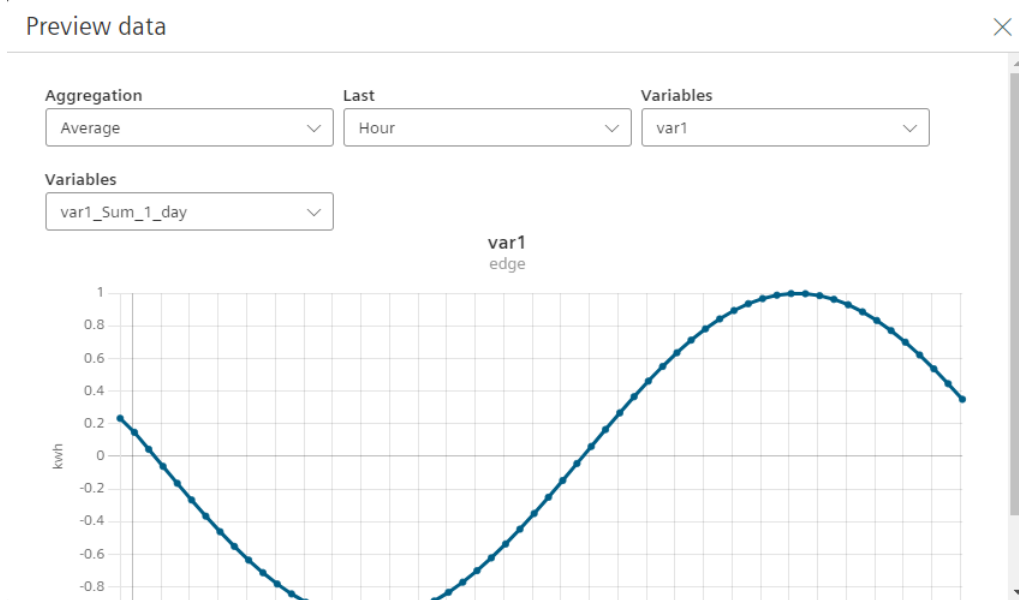 Preview data
Aggregation
Last
Variables
Average
Hour
var1
Variables
var1_Sum_1_day
var1
edge
1
0.8
0.6
0.4
0.2
0
-0.2
-0.4
-0.6
-0.8
kwh